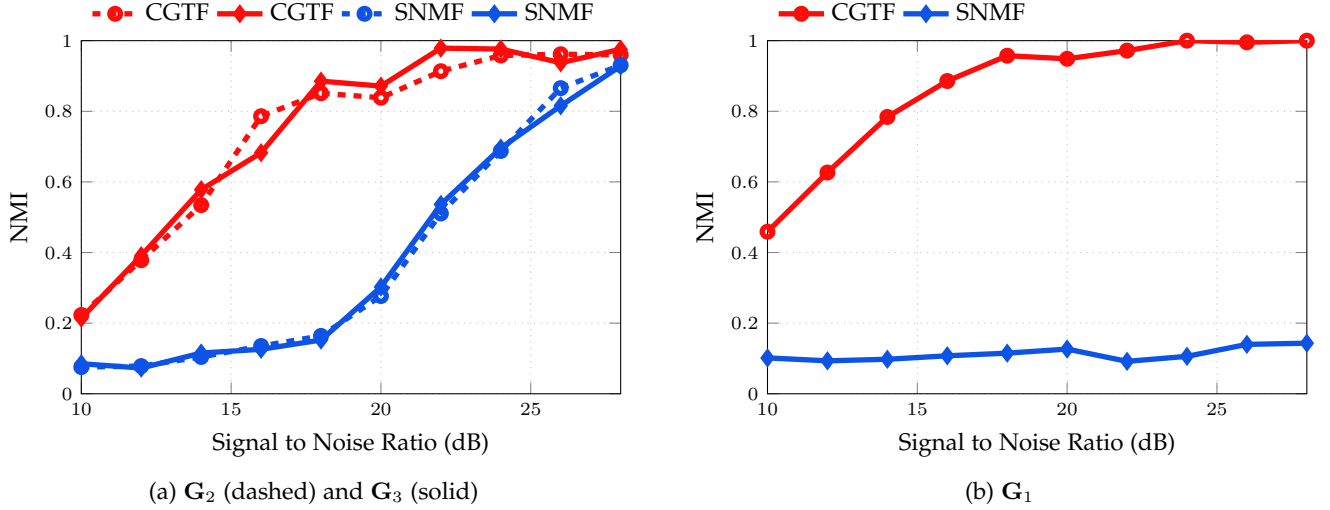 CGTF CGTF SNMF SNMF
1
0.8
0.6
0.4
0.2
0
NMI
10 15 20 25
Signal to Noise Ratio (dB)
(a) G2 (dashed) and G3 (solid)
CGTF SNMF
1
0.8
0.6
0.4
0.2
0
NMI
10 15 20 25
Signal to Noise Ratio (dB)
(b) G1